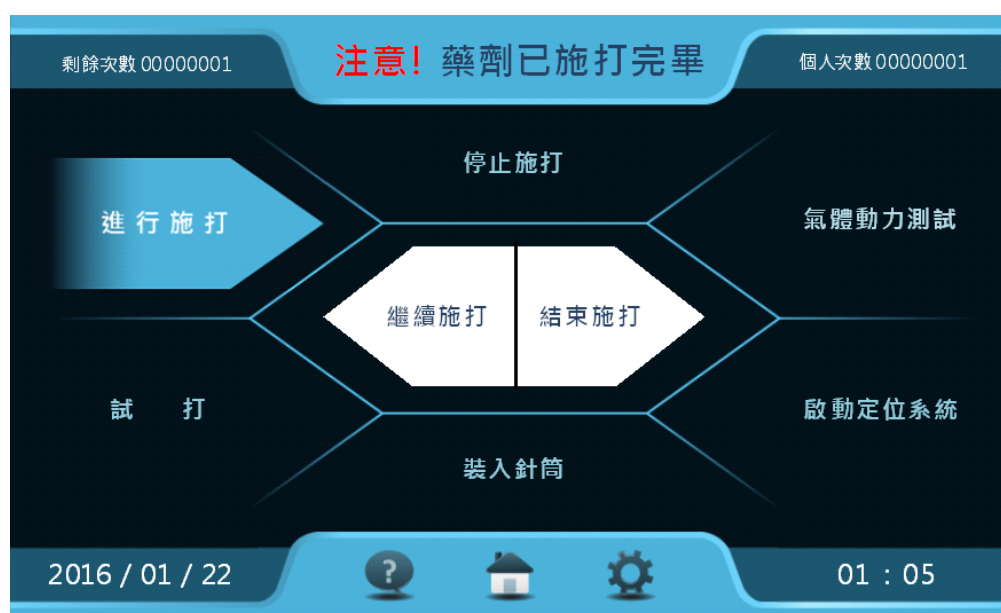 剩餘次數 00000001
注意! 藥劑已施打完畢
個人次數 00000001
停止施打
進行施打
氣體動力測試
繼續施打
結束施打
試 打
啟動定位系統
裝入針筒
?
2016 / 01 / 22
01 : 05